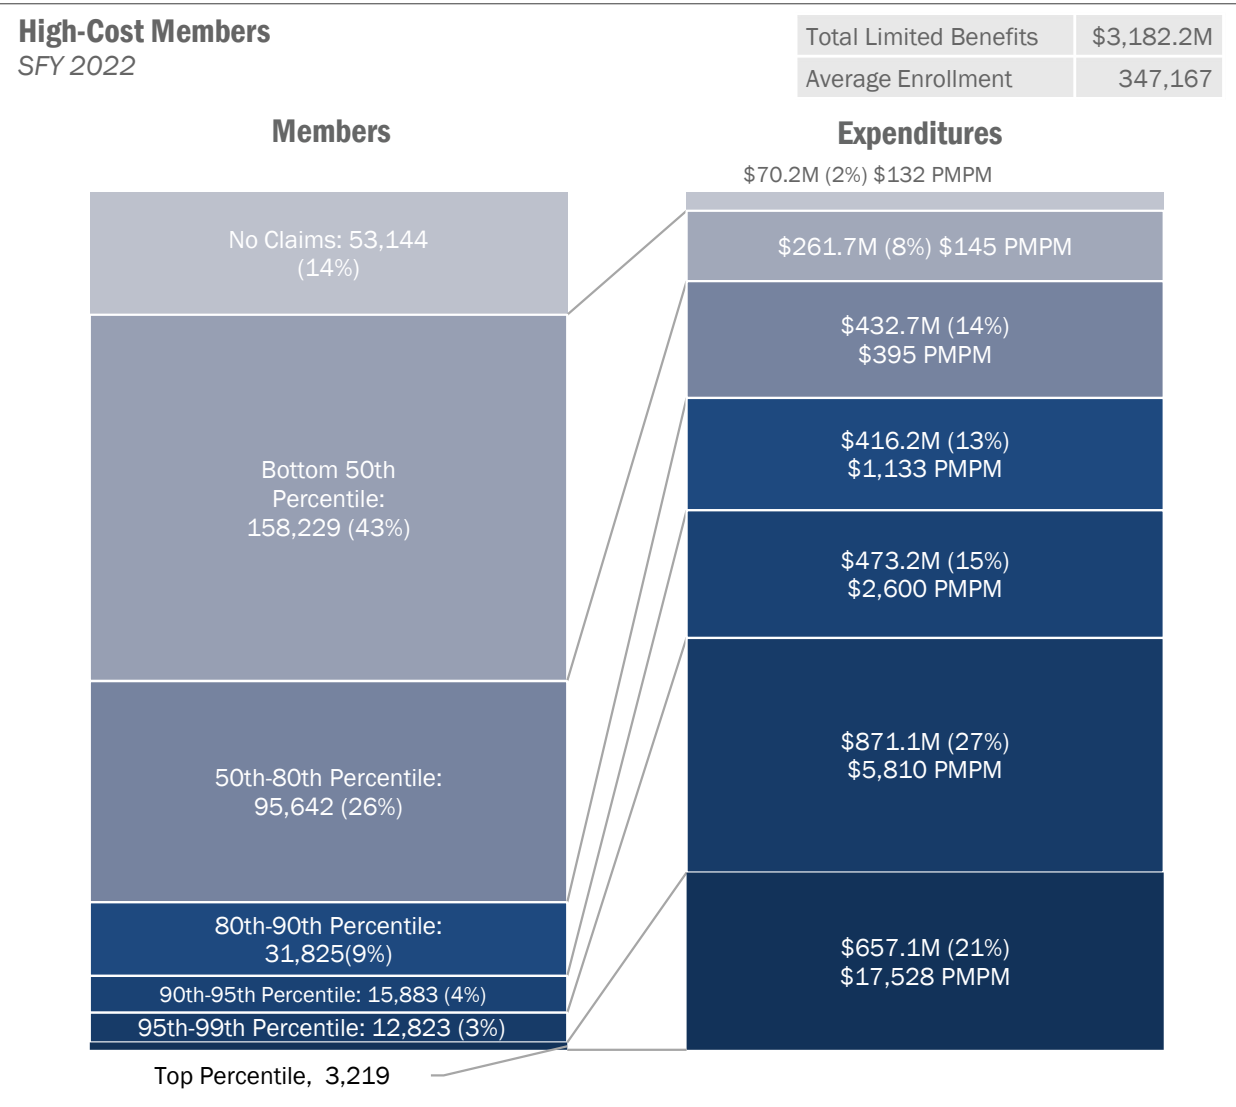 High-Cost Members
SFY 2022
Total Limited Benefits $3,182.2M
Average Enrollment 347,167
Members
Expenditures
$70.2M (2%) $132 PMPM
No Claims: 53,144
(14%)
$261.7M (8%) $145 PMPM
$432.7M (14%)
$395 PMPM
Bottom 50th
Percentile:
158,229 (43%)
$416.2M (13%)
$1,133 PMPM
$473.2M (15%)
$2,600 PMPM
50th-80th Percentile:
95,642 (26%)
$871.1M (27%)
$5,810 PMPM
80th-90th Percentile:
31,825(9%)
90th-95th Percentile: 15,883 (4%)
95th-99th Percentile: 12,823 (3%)
$657.1M (21%)
$17,528 PMPM
Top Percentile, 3,219